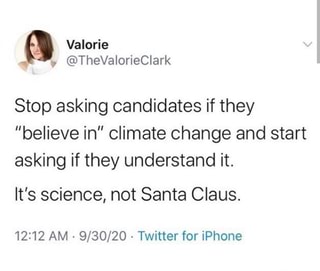 Valorie
@TheValorieClark
Stop asking candidates if they
“believe in” climate change and start
asking if they understand it.
It’s science, not Santa Claus.
12:12 AM · 9/30/20 · Twitter for iPhone